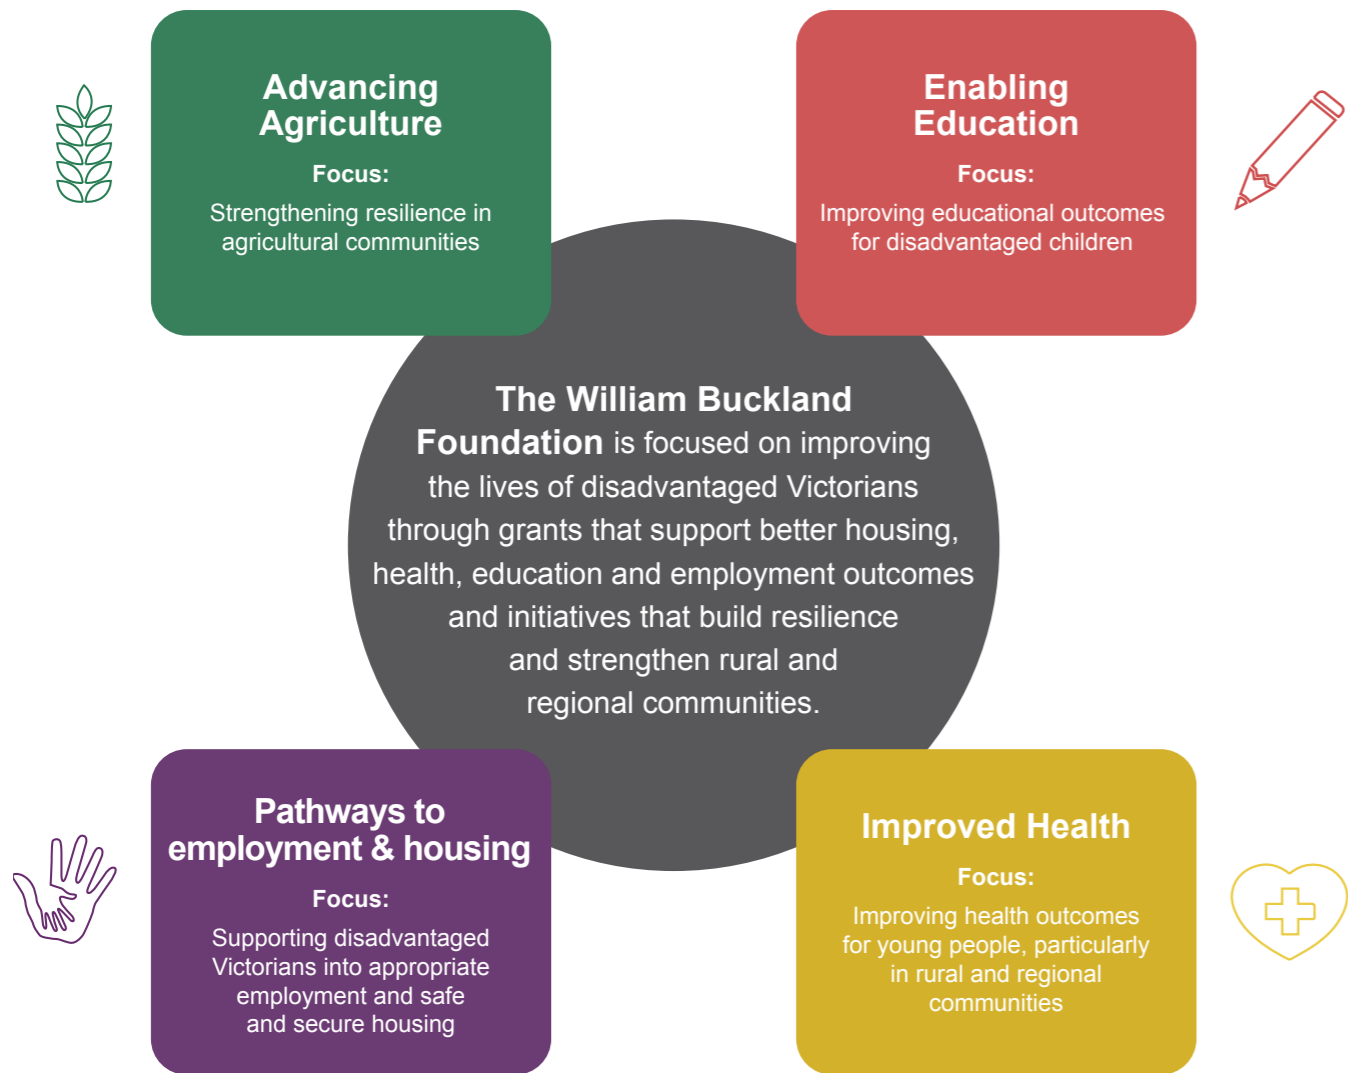 Advancing
Agriculture
Focus:
Strengthening resilience in
agricultural communities
Enabling
Education
Focus:
Improving educational outcomes
for disadvantaged children
The William Buckland
Foundation is focused on improving
the lives of disadvantaged Victorians
through grants that support better housing,
health, education and employment outcomes
and initiatives that build resilience
and strengthen rural and
regional communities.
Pathways to
employment & housing
Focus:
Supporting disadvantaged
Victorians into appropriate
employment and safe
and secure housing
Improved Health
Focus:
Improving health outcomes
for young people, particularly
in rural and regional
communities